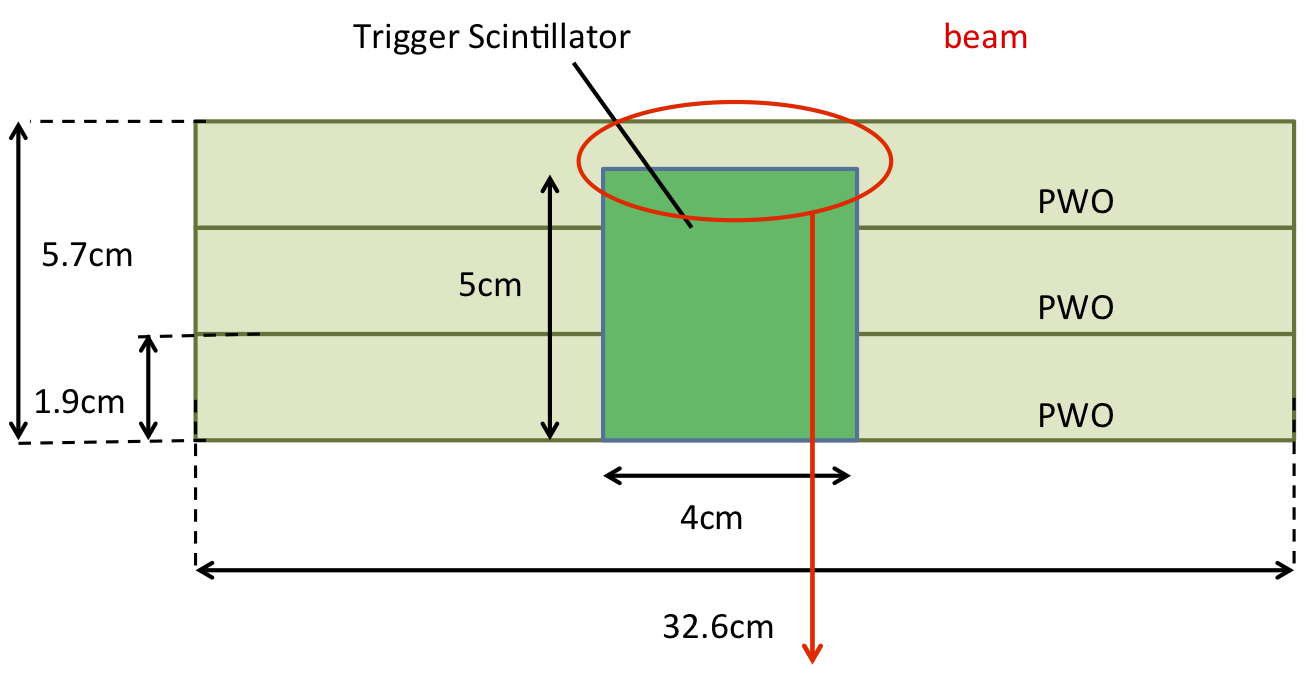 Trigger Scintillator
beam
PWO
5.7cm
5cm
PWO
1.9cm
PWO
4cm
32.6cm